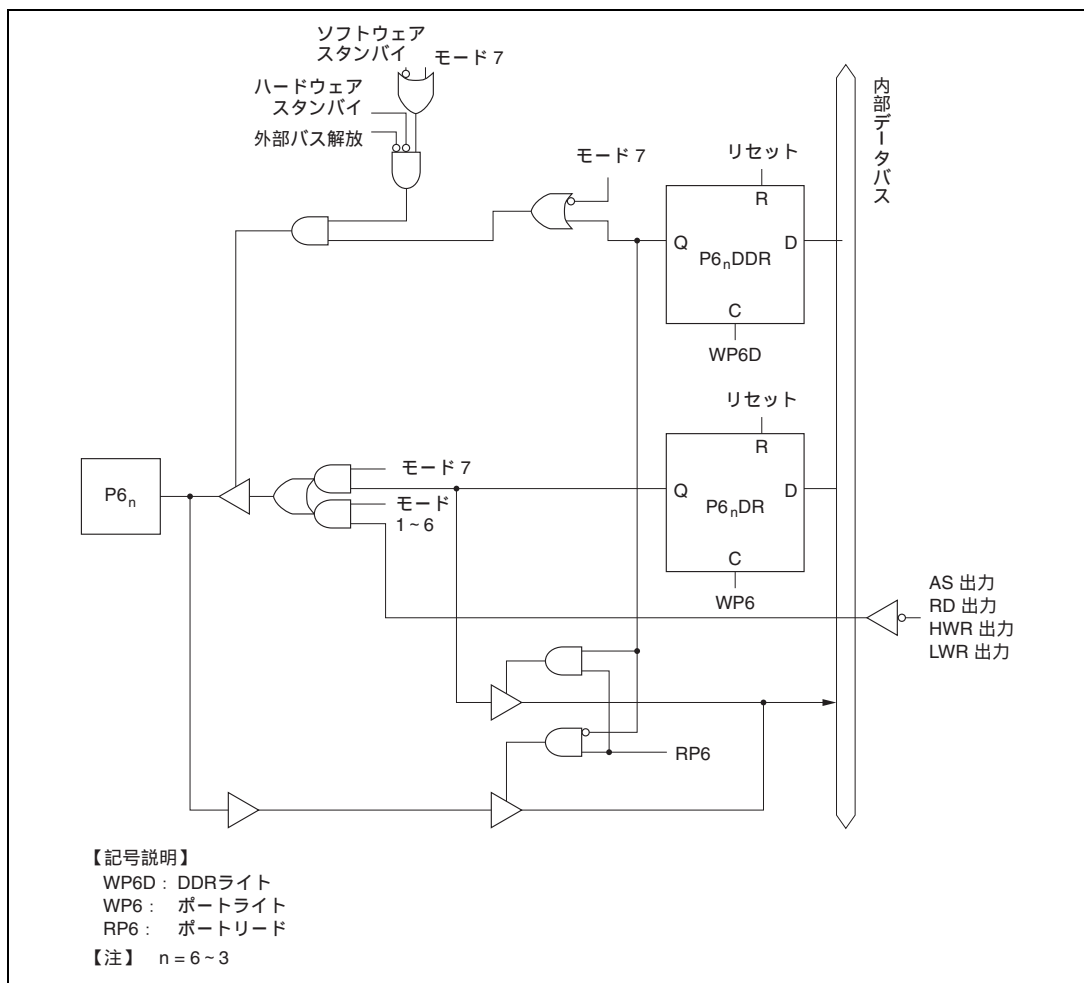 ソフトウェア
スタンバイ
モード 7
ハードウェア
スタンバイ
外部バス解放
モード 7
リセット
内部データバス
R
Q
D
P6nDDR
C
WP6D
リセット
R
P6n
モード 7
モード
1~6
Q
D
P6nDR
C
WP6
AS 出力
RD 出力
HWR 出力
LWR 出力
RP6
【記号説明】
WP6D : DDRライト
WP6 : ポートライト
RP6 : ポートリード
【注】 n = 6~3